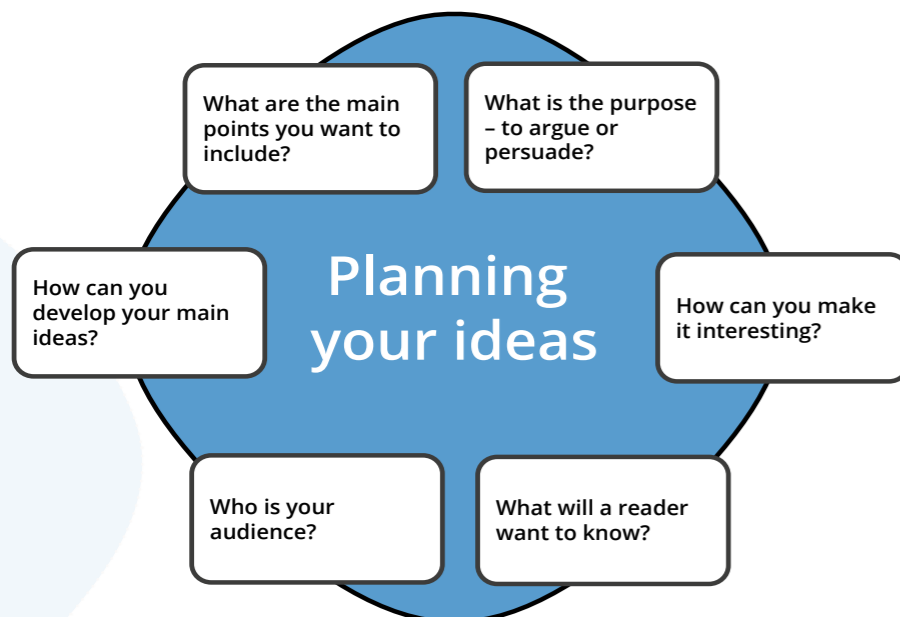 What are the main
points you want to
include?
What is the purpose
– to argue or
persuade?
How can you
develop your main
ideas?
Planning
your ideas
How can you make
it interesting?
Who is your
audience?
What will a reader
want to know?